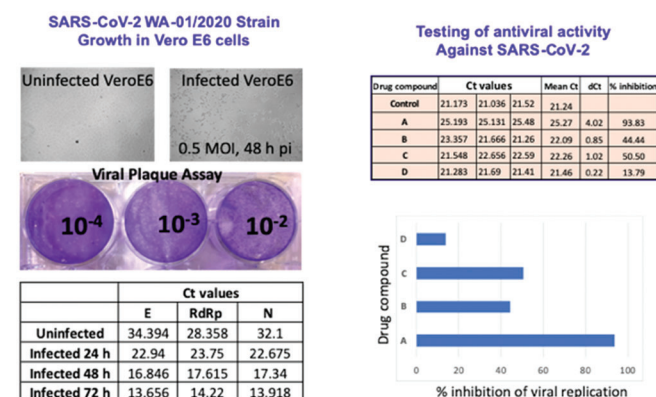 SARS-CoV-2 WA-01/2020 Strain
Growth in Vero E6 cells
Uninfected VeroE6
Infected VeroE6
0.5 MOI, 48 h pi
Viral Plaque Assay
10-4 10-3 10-2
Ct values
E RdRp N
Uninfected 34.394 28.358 32.1
Infected 24 h 22.94 23.75 22.675
Infected 48 h 16.846 17.615 17.34
Infected 72 h 13.656 14.22 13.918
Testing of antiviral activity
Against SARS-CoV-2
Drug compound Ct values Mean Ct dCt % inhibition
Control 21.173 21.036 21.52 21.24
A 25.193 25.131 25.48 25.27 4.02 93.83
B 23.357 21.666 21.26 22.09 0.85 44.44
C 21.548 22.656 22.59 22.26 1.02 50.50
D 21.283 21.69 21.41 21.46 0.22 13.79
Drug compound
D
C
B
A
0 20 40 60 80 100
% inhibition of viral replication